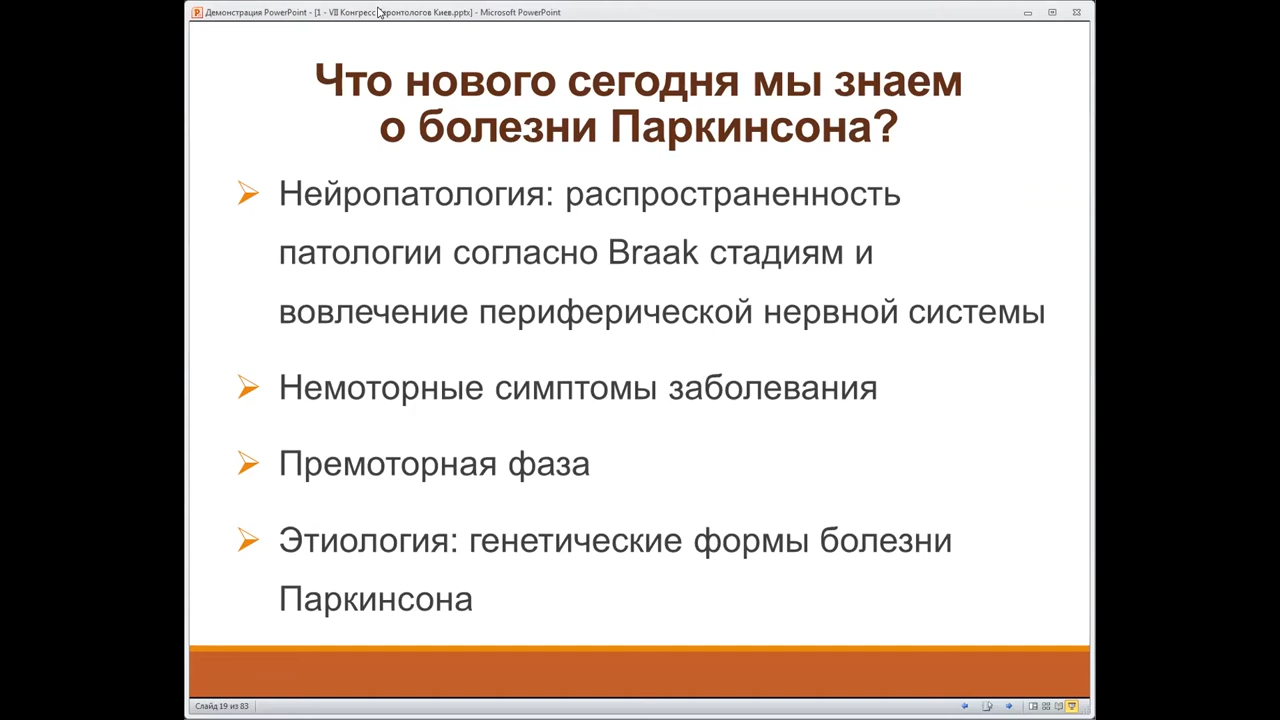 Демонстрация PowerPoint - [1 - VII Конгресс ронтологов Киев.pptx] - Microsoft PowerPoint
Что нового сегодня мы знаем
о болезни Паркинсона?
Нейропатология: распространенность
патологии согласно Braak стадиям и
вовлечение периферической нервной системы
Немоторные симптомы заболевания
Премоторная фаза
Этиология: генетические формы болезни
Паркинсона
Слайд 19 из 83